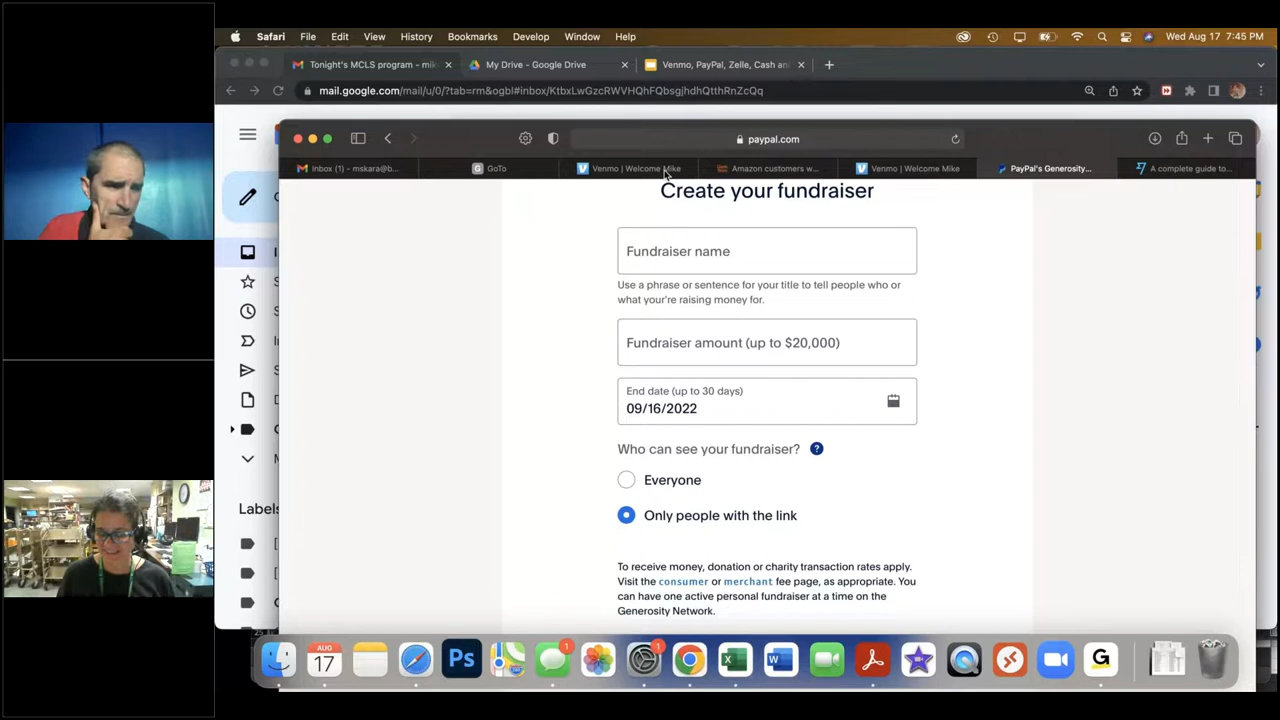 Safari File Edit View History Bookmarks Develop Window Help Wed Aug 17 7:45 PM
Tonight's MCLS program - mik My Drive - Google Drive Venmo, PayPal, Zelle, Cash an
mail.google.com/mail/u/0/?tab=rm&ogbl#inbox/KtbxLwGzcRWVHQhFQbsgjhdhQtthRnZcQq
paypal.com
Inbox (1) – mskara@b... G GoTo Venmo | Welcome Mike Amazon customers w... Venmo | Welcome Mike PayPal's Generosity... A complete guide to...
Create your fundraiser
Fundraiser name
Use a phrase or sentence for your title to tell people who or
what your're raising money for.
Fundraiser amount (up to $20,000)
End date (up to 30 days)
09/16/2022
Who can see your fundraiser? ?
Everyone
Only people with the link
Labels
To receive money, donation or charity transaction rates apply.
Visit the consumer or merchant fee page, as appropriate. You
can have one active personal fundraiser at a time on the
Generosity Network.
AUG
17
Ps
1
1
X
W
G